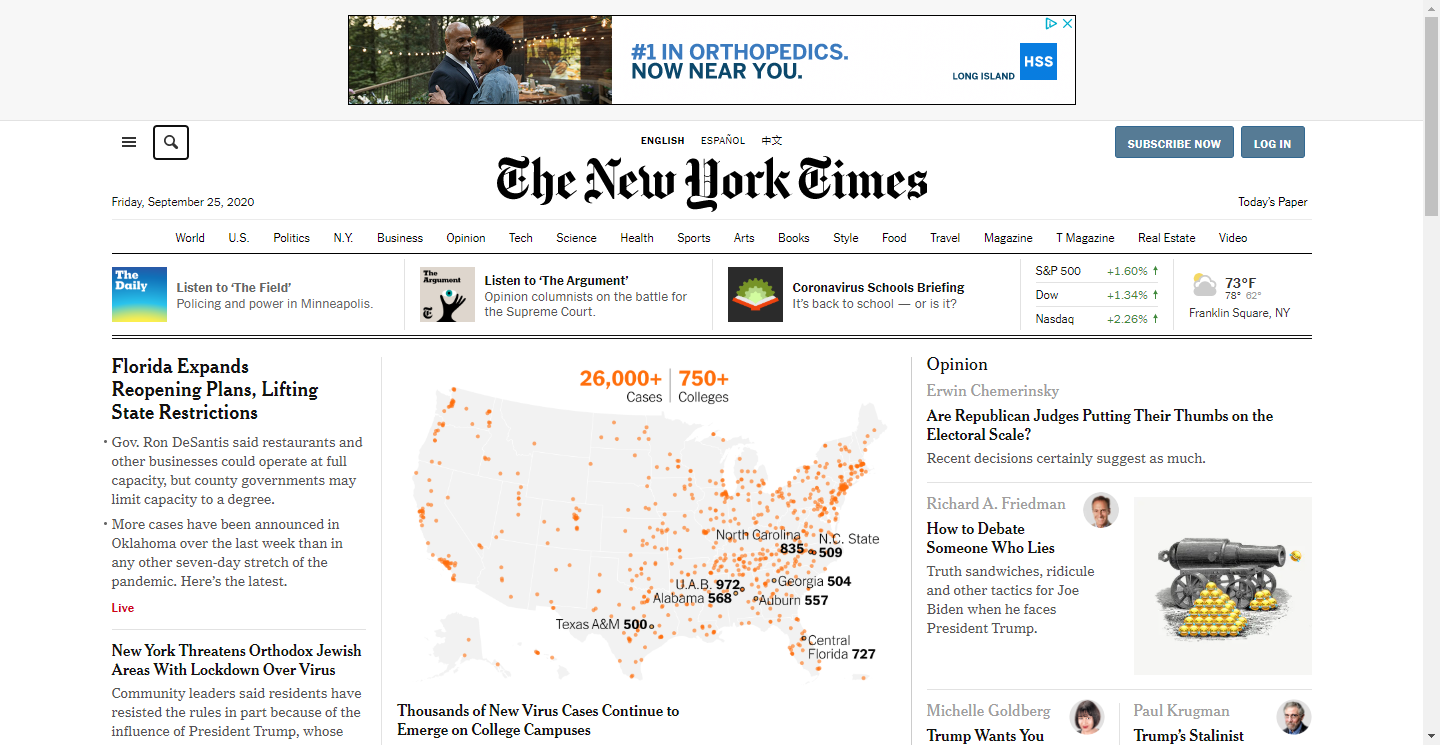 #1 IN ORTHOPEDICS.
NOW NEAR YOU.
LONG ISLAND
HSS
ENGLISH
ESPAÑOL
中文
SUBSCRIBE NOW
LOG IN
The New York Times
Friday, September 25, 2020
Today's Paper
World
U.S.
Politics
N.Y.
Business
Opinion
Tech
Science
Health
Sports
Arts
Books
Style
Food
Travel
Magazine
T Magazine
Real Estate
Video
The
Daily
Listen to ‘The Field’
Policing and power in Minneapolis.
The
Argument
Listen to ‘The Argument’
Opinion columnists on the battle for
the Supreme Court.
Coronavirus Schools Briefing
It’s back to school — or is it?
S&P 500 +1.60% ↑
Dow +1.34% ↑
Nasdaq +2.26% ↑
73°F
78° 62°
Franklin Square, NY
Florida Expands
Reopening Plans, Lifting
State Restrictions
• Gov. Ron DeSantis said restaurants and
other businesses could operate at full
capacity, but county governments may
limit capacity to a degree.
• More cases have been announced in
Oklahoma over the last week than in
any other seven-day stretch of the
pandemic. Here’s the latest.
Live
New York Threatens Orthodox Jewish
Areas With Lockdown Over Virus
Community leaders said residents have
resisted the rules in part because of the
influence of President Trump, whose
26,000+ 750+
Cases Colleges
North Carolina
835
N.C. State
509
U.A.B. 972
Georgia 504
Alabama 568
Auburn 557
Texas A&M 500
Central
Florida 727
Thousands of New Virus Cases Continue to
Emerge on College Campuses
Opinion
Erwin Chemerinsky
Are Republican Judges Putting Their Thumbs on the
Electoral Scale?
Recent decisions certainly suggest as much.
Richard A. Friedman
How to Debate
Someone Who Lies
Truth sandwiches, ridicule
and other tactics for Joe
Biden when he faces
President Trump.
Michelle Goldberg
Trump Wants You
Paul Krugman
Trump’s Stalinist